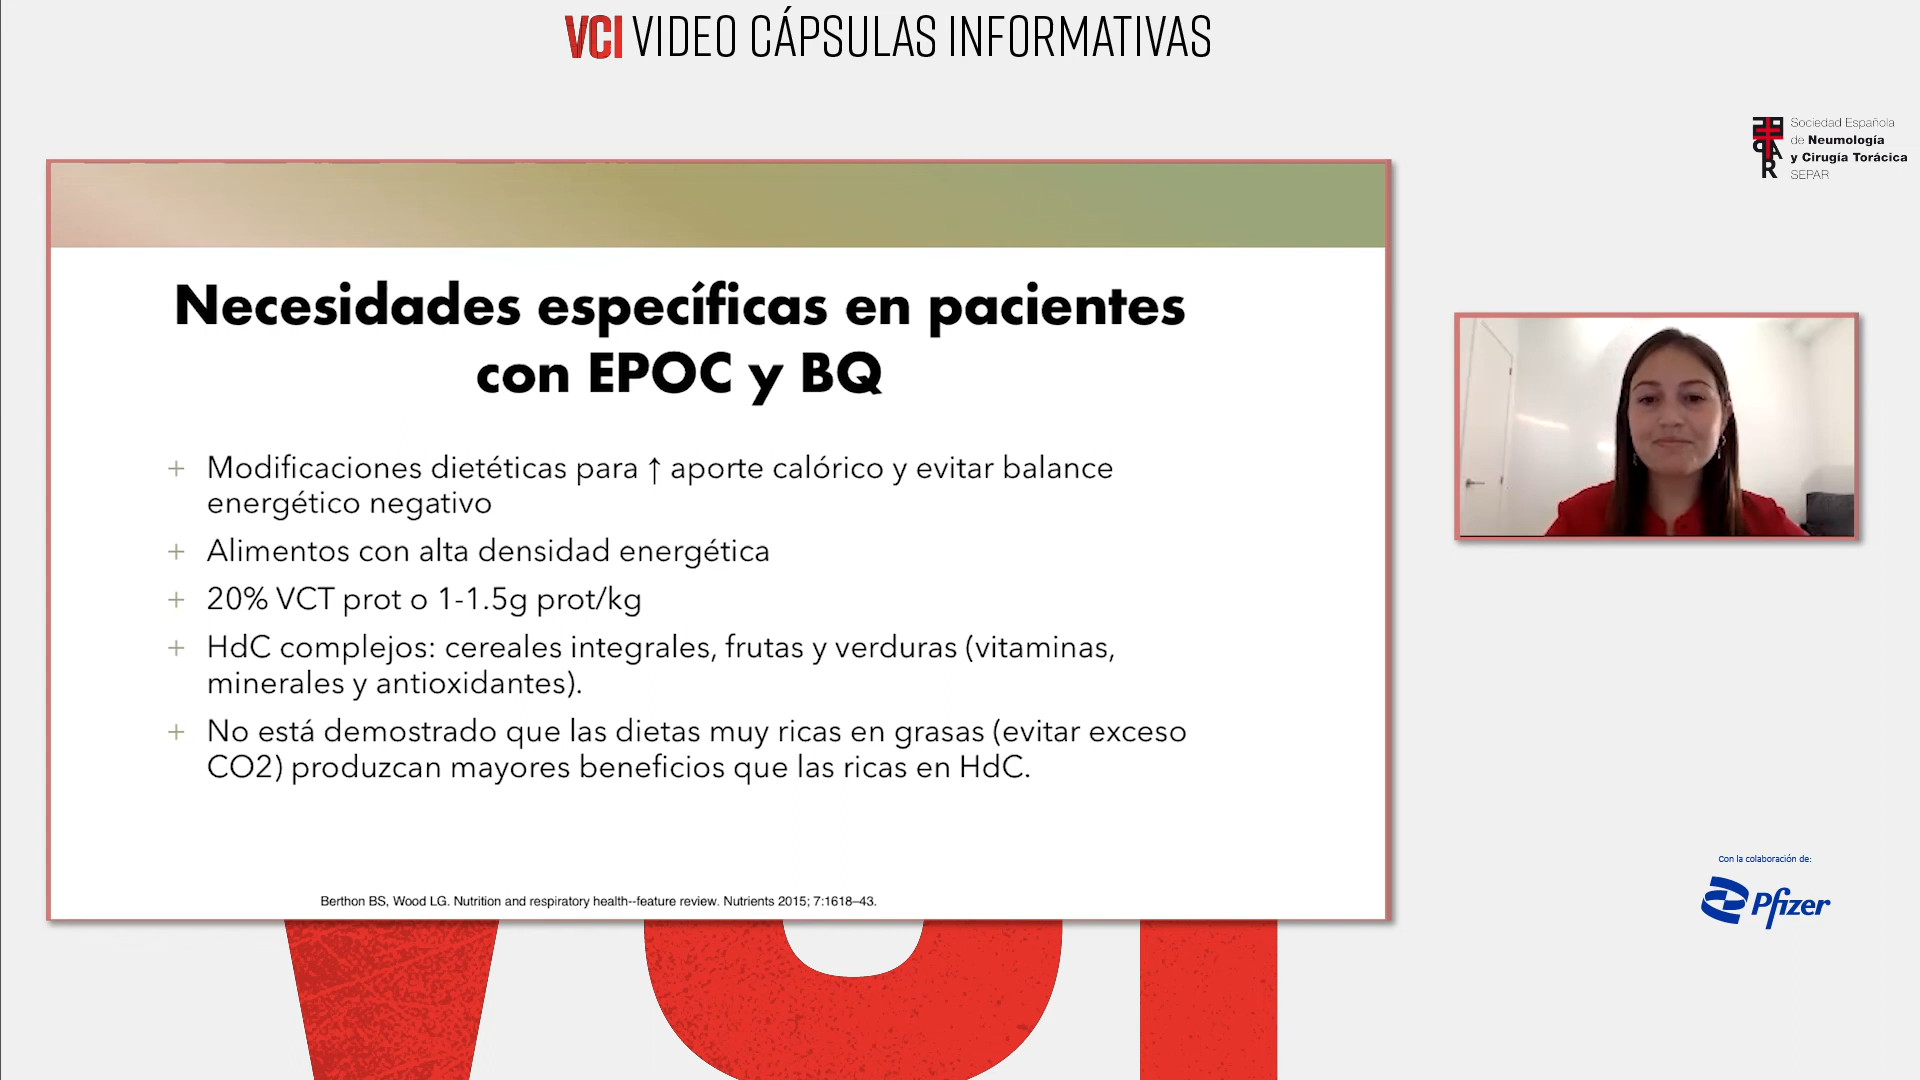 VCI VIDEO CÁPSULAS INFORMATIVAS
Sociedad Española
de Neumología
y Cirugía Torácica
SEPAR
Necesidades específicas en pacientes
con EPOC y BQ
+ Modificaciones dietéticas para ↑ aporte calórico y evitar balance
energético negativo
+ Alimentos con alta densidad energética
+ 20% VCT prot o 1-1.5g prot/kg
+ HdC complejos: cereales integrales, frutas y verduras (vitaminas,
minerales y antioxidantes).
+ No está demostrado que las dietas muy ricas en grasas (evitar exceso
CO2) produzcan mayores beneficios que las ricas en HdC.
Berthon BS, Wood LG. Nutrition and respiratory health--feature review. Nutrients 2015; 7:1618–43.
Con la colaboración de:
Pfizer
VCI